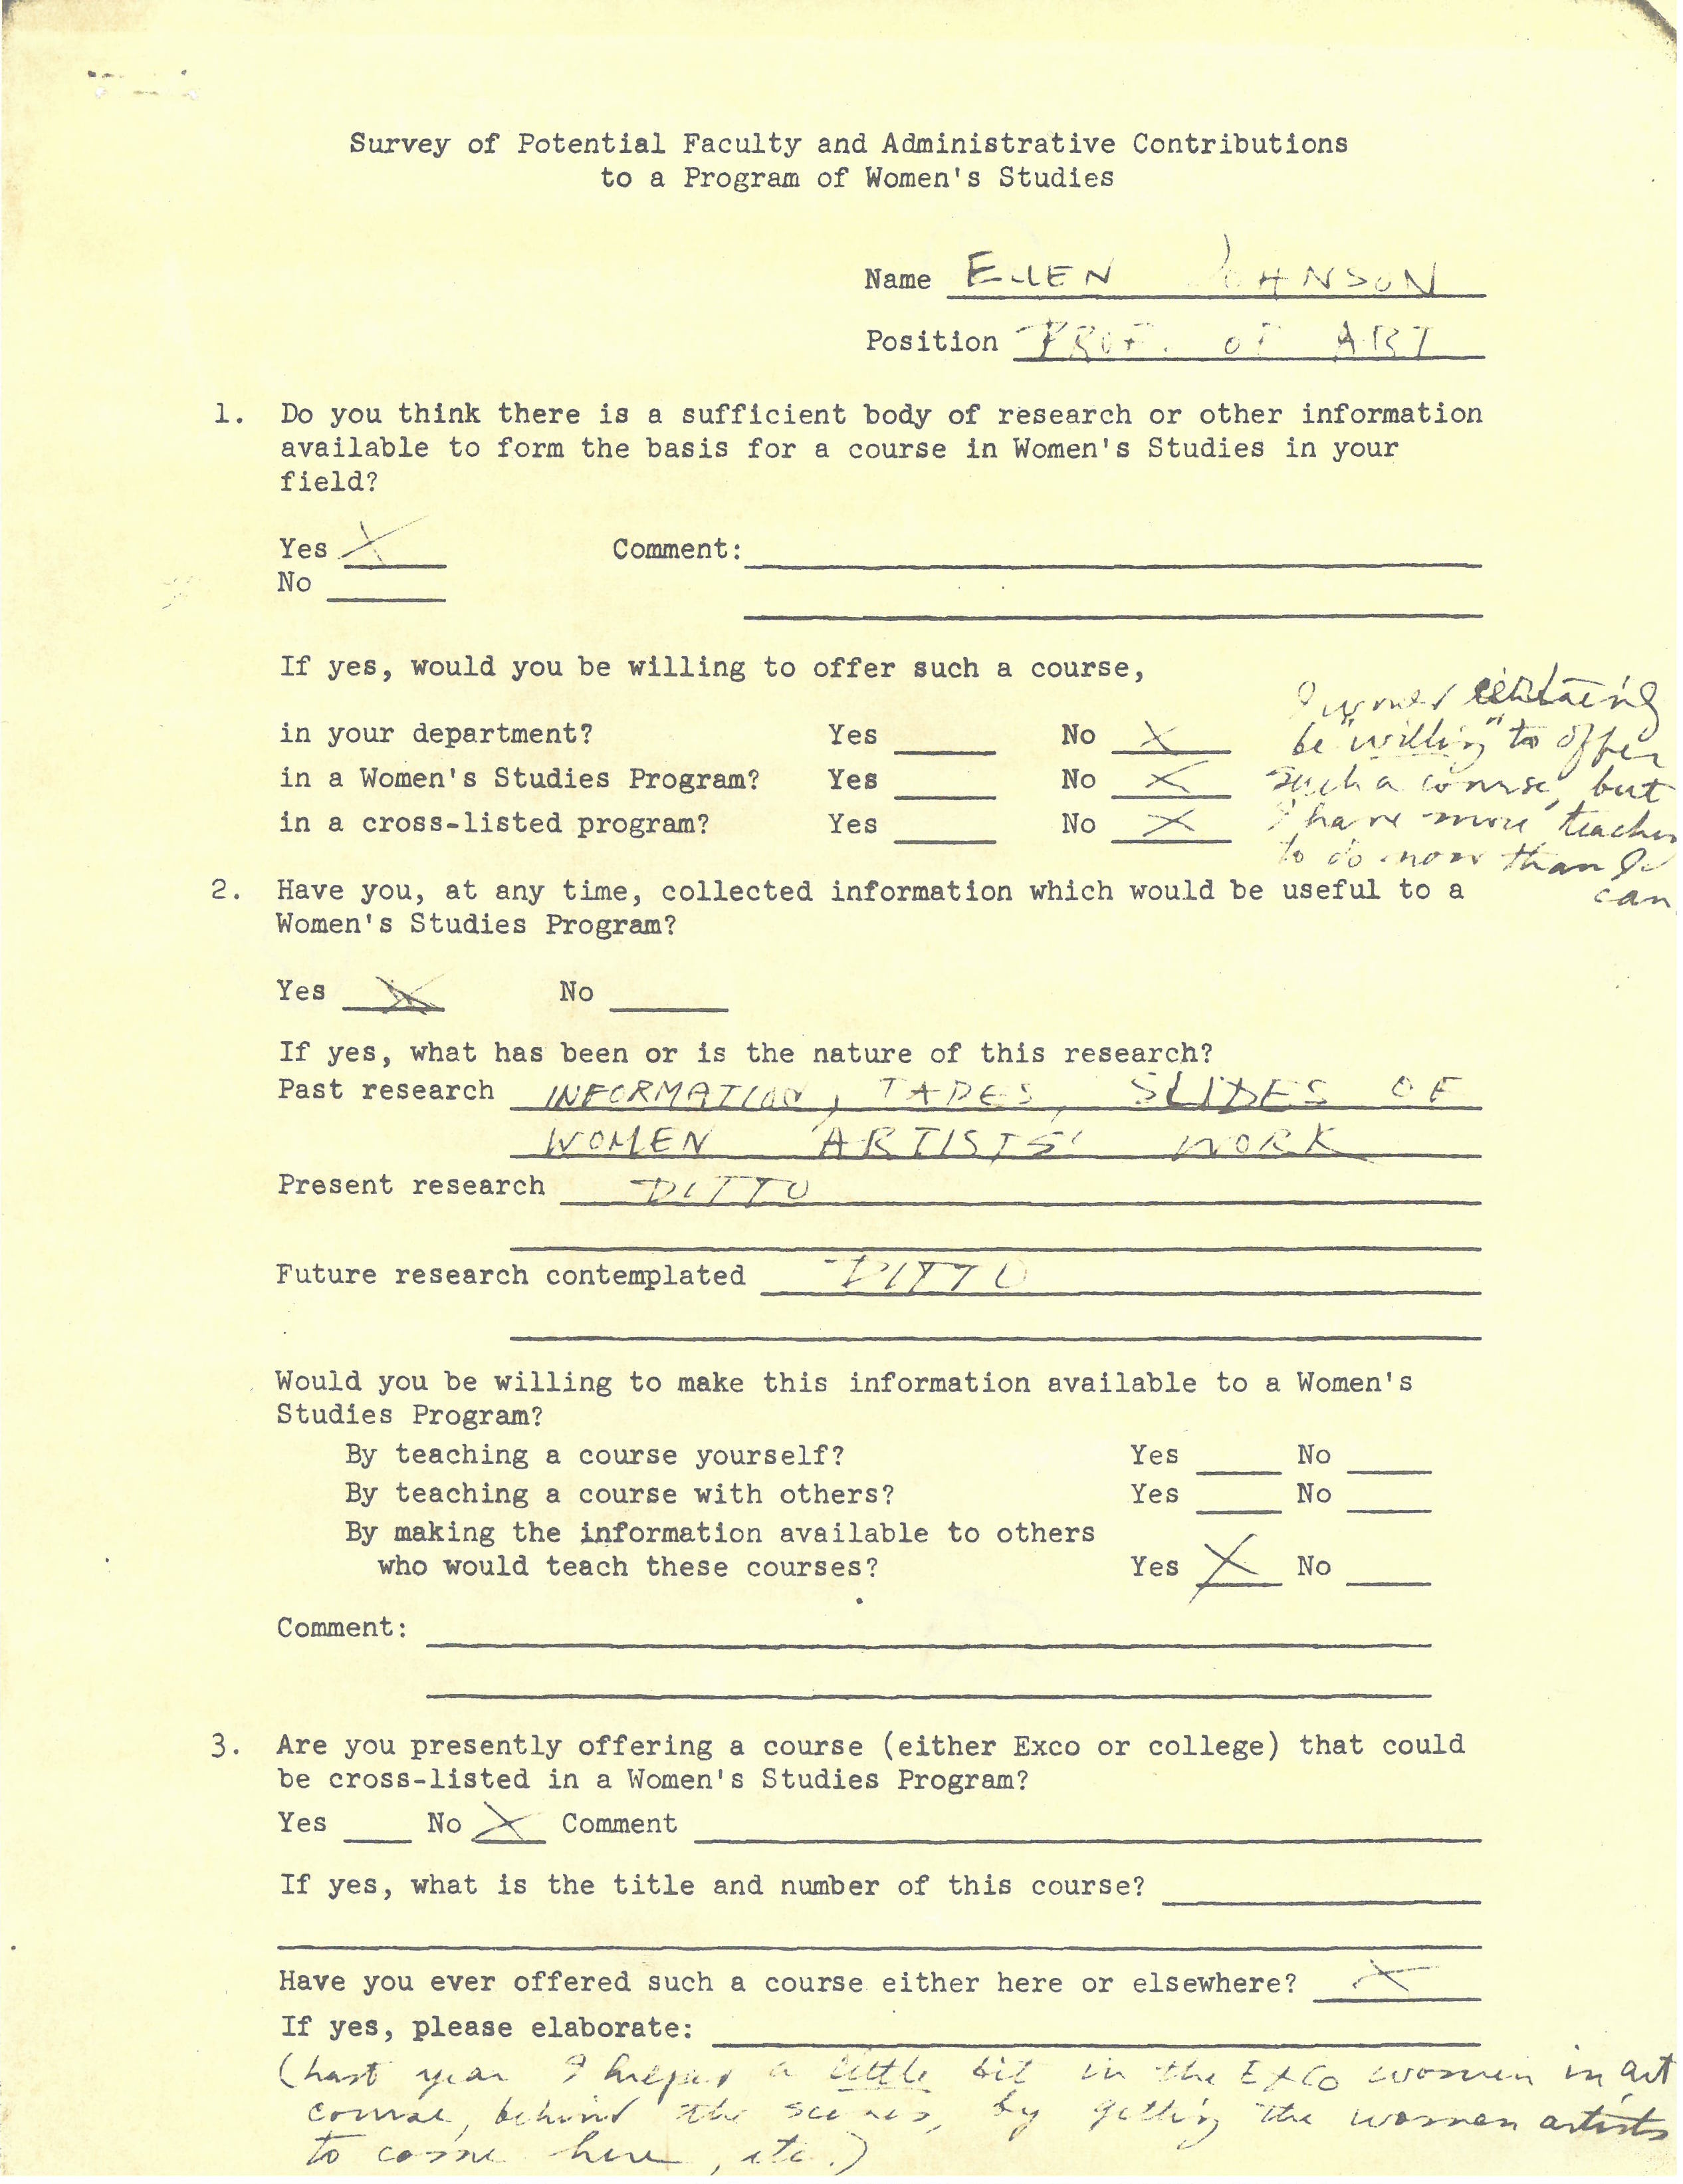 Survey of Potential Faculty and Administrative Contributions
to a Program of Women's Studies
Name ELLEN JOHNSON
Position PROF. OF ART
1. Do you think there is a sufficient body of research or other information
available to form the basis for a course in Women's Studies in your
field?
Yes X Comment:
No
If yes, would you be willing to offer such a course,
in your department? Yes No X
in a Women's Studies Program? Yes No X
in a cross-listed program? Yes No X
I would certainly
be "willing" to offer
such a course, but
I have more teaching
to do now than I
can
2. Have you, at any time, collected information which would be useful to a
Women's Studies Program?
Yes X No
If yes, what has been or is the nature of this research?
Past research INFORMATION, TAPES, SLIDES OF
WOMEN ARTISTS' WORK
Present research DITTO
Future research contemplated DITTO
Would you be willing to make this information available to a Women's
Studies Program?
By teaching a course yourself? Yes No
By teaching a course with others? Yes No
By making the information available to others
who would teach these courses? Yes X No
Comment:
3. Are you presently offering a course (either Exco or college) that could
be cross-listed in a Women's Studies Program?
Yes No X Comment
If yes, what is the title and number of this course?
Have you ever offered such a course either here or elsewhere? X
If yes, please elaborate:
(Last year I helped a little bit in the EXCO women in art
course, behind the scenes, by getting the women artists
to come here, etc.)